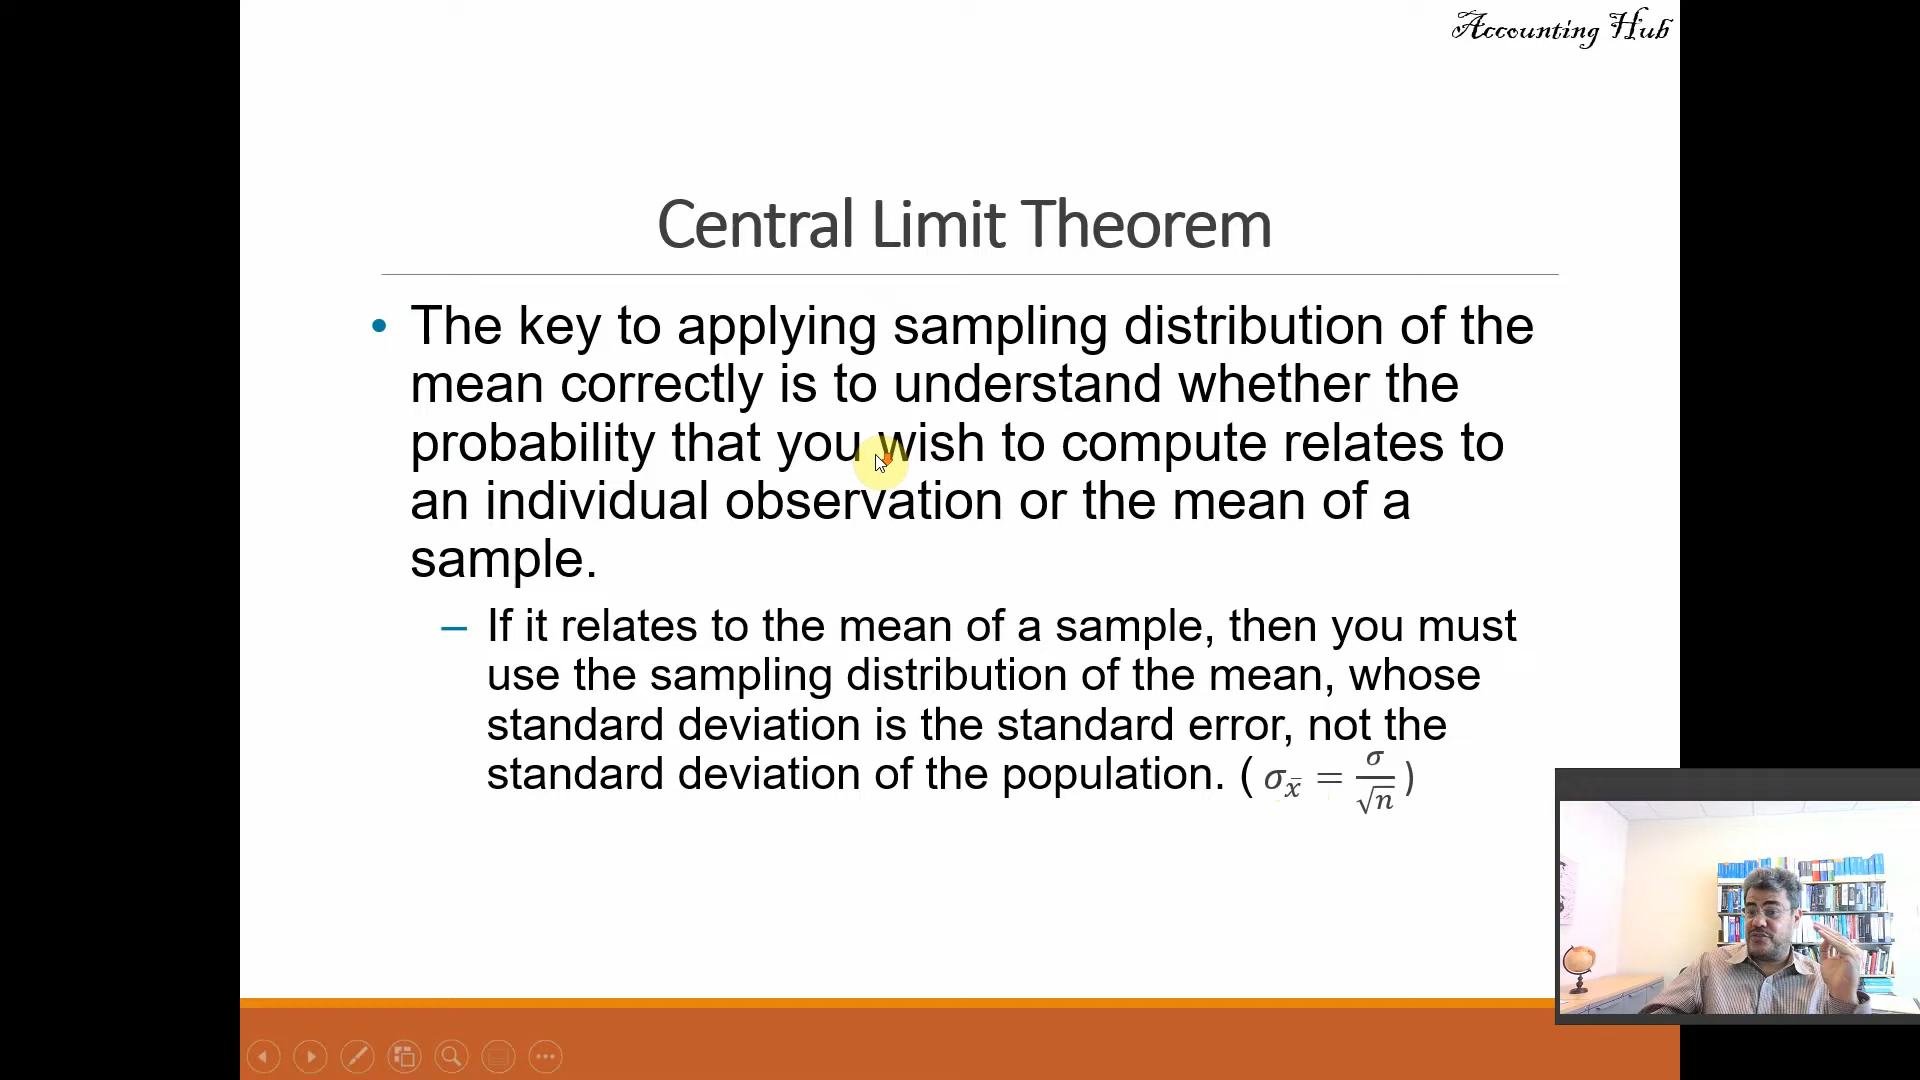 Accounting Hub
Central Limit Theorem
• The key to applying sampling distribution of the
mean correctly is to understand whether the
probability that you wish to compute relates to
an individual observation or the mean of a
sample.
– If it relates to the mean of a sample, then you must
use the sampling distribution of the mean, whose
standard deviation is the standard error, not the
standard deviation of the population. ( σ_x̄ = σ/√n )